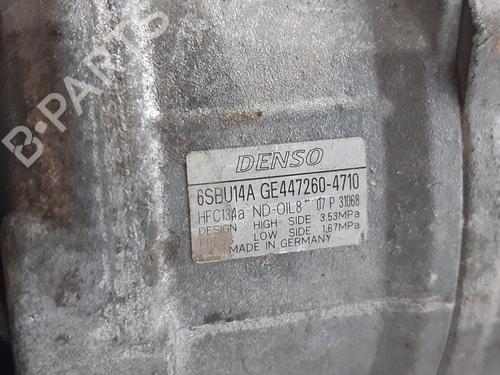 B-PARTS
DENSO
6SBU14A GE447260-4710
HFC134a ND-OIL8 07 P 31068
DESIGN HIGH SIDE 3.53MPa
PRESS LOW SIDE 1.67MPa
MADE IN GERMANY